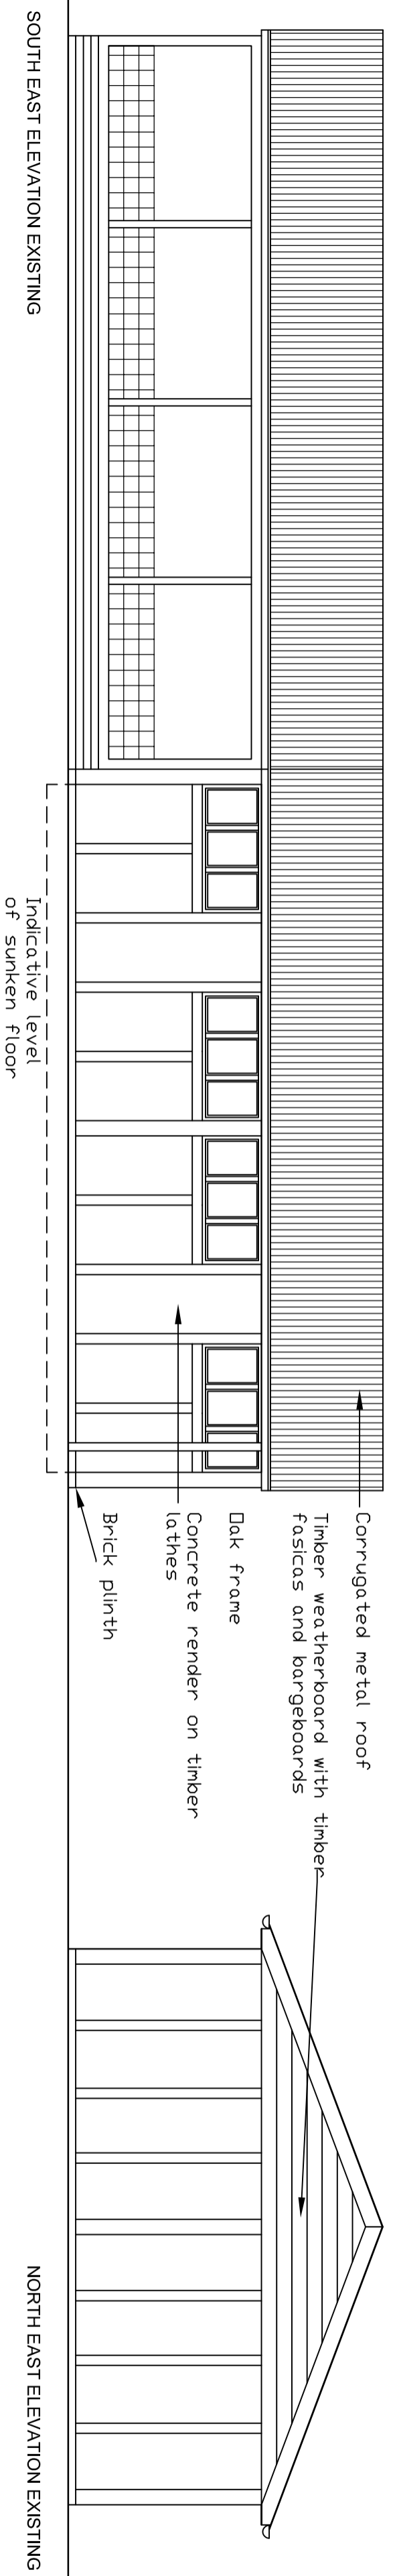 Corrugated metal roof
Timber weatherboard with timber
fasicas and bargeboards
Oak frame
Concrete render on timber
lathes
Brick plinth
Indicative level
of sunken floor
SOUTH EAST ELEVATION EXISTING
NORTH EAST ELEVATION EXISTING